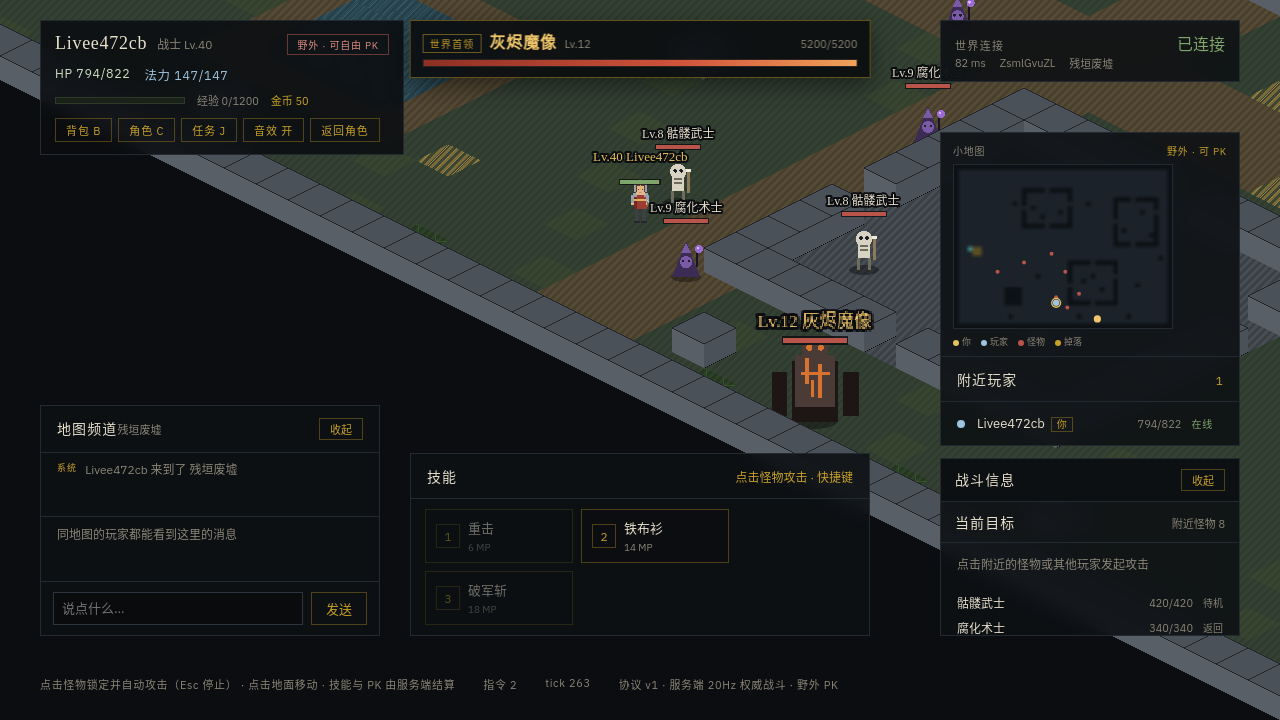 Livee472cb 战士 Lv.40 野外 · 可自由 PK
HP 794/822 法力 147/147
经验 0/1200 金币 50
背包 B 角色 C 任务 J 音效 开 返回角色
世界首领 灰烬魔像 Lv.12 5200/5200
世界连接 已连接
82 ms ZsmlGvuZL 残垣废墟
Lv.9 腐化
Lv.8 骷髅武士
Lv.40 Livee472cb
Lv.9 腐化术士
Lv.8 骷髅武士
Lv.12 灰烬魔像
小地图 野外 · 可 PK
你 玩家 怪物 掉落
附近玩家 1
Livee472cb 你 794/822 在线
地图频道 残垣废墟 收起
系统 Livee472cb 来到了 残垣废墟
同地图的玩家都能看到这里的消息
说点什么... 发送
技能 点击怪物攻击 · 快捷键
1 重击 6 MP
2 铁布衫 14 MP
3 破军斩 18 MP
战斗信息 收起
当前目标 附近怪物 8
点击附近的怪物或其他玩家发起攻击
骷髅武士 420/420 待机
腐化术士 340/340 返回
点击怪物锁定并自动攻击（Esc 停止） · 点击地面移动 · 技能与 PK 由服务端结算 指令 2 tick 263 协议 v1 · 服务端 20Hz 权威战斗 · 野外 PK